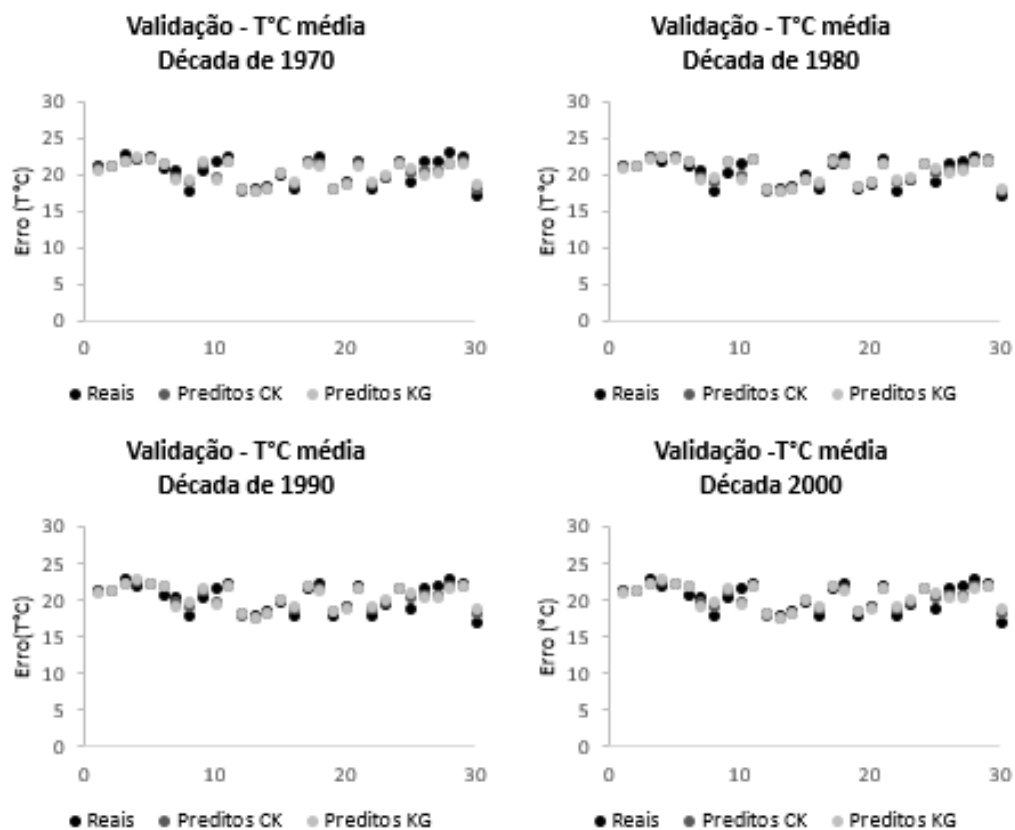 Validação - T°C média
Década de 1970
Erro (T°C)
30
25
20
15
10
5
0
0 10 20 30
● Reais ● Preditos CK ● Preditos KG
Validação - T°C média
Década de 1980
Erro (T°C)
30
25
20
15
10
5
0
0 10 20 30
● Reais ● Preditos CK ● Preditos KG
Validação - T°C média
Década de 1990
Erro(T°C)
30
25
20
15
10
5
0
0 10 20 30
● Reais ● Preditos CK ● Preditos KG
Validação -T°C média
Década 2000
Erro (°C)
30
25
20
15
10
5
0
0 10 20 30
● Reais ● Preditos CK ● Preditos KG